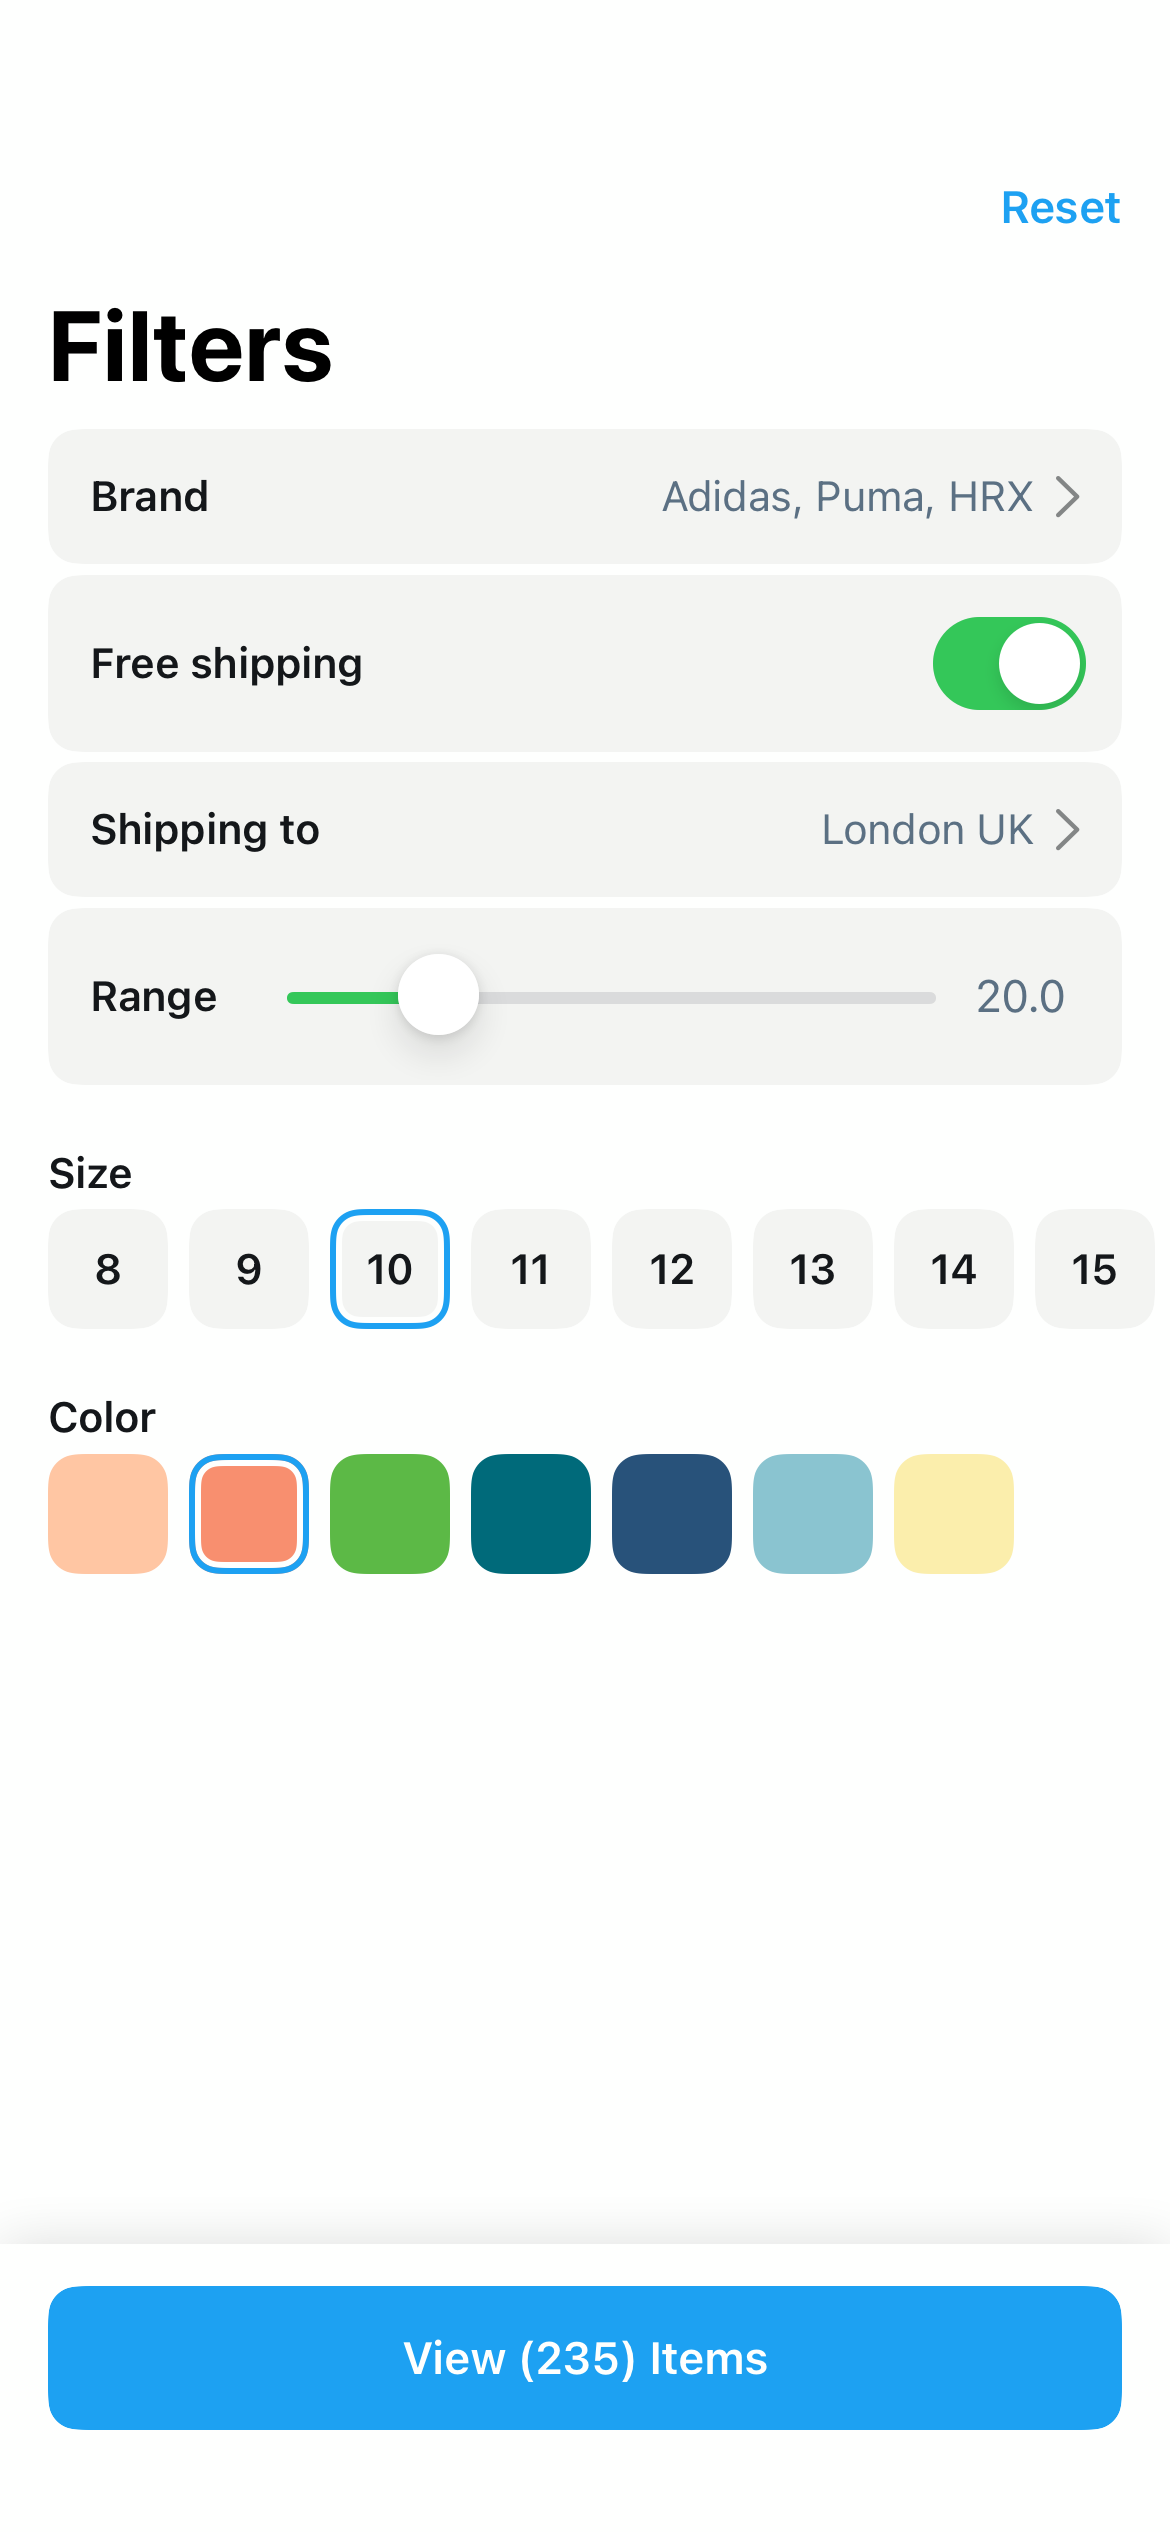 Reset
Filters
Brand Adidas, Puma, HRX
Free shipping
Shipping to London UK
Range 20.0
Size
8 9 10 11 12 13 14 15
Color
View (235) Items